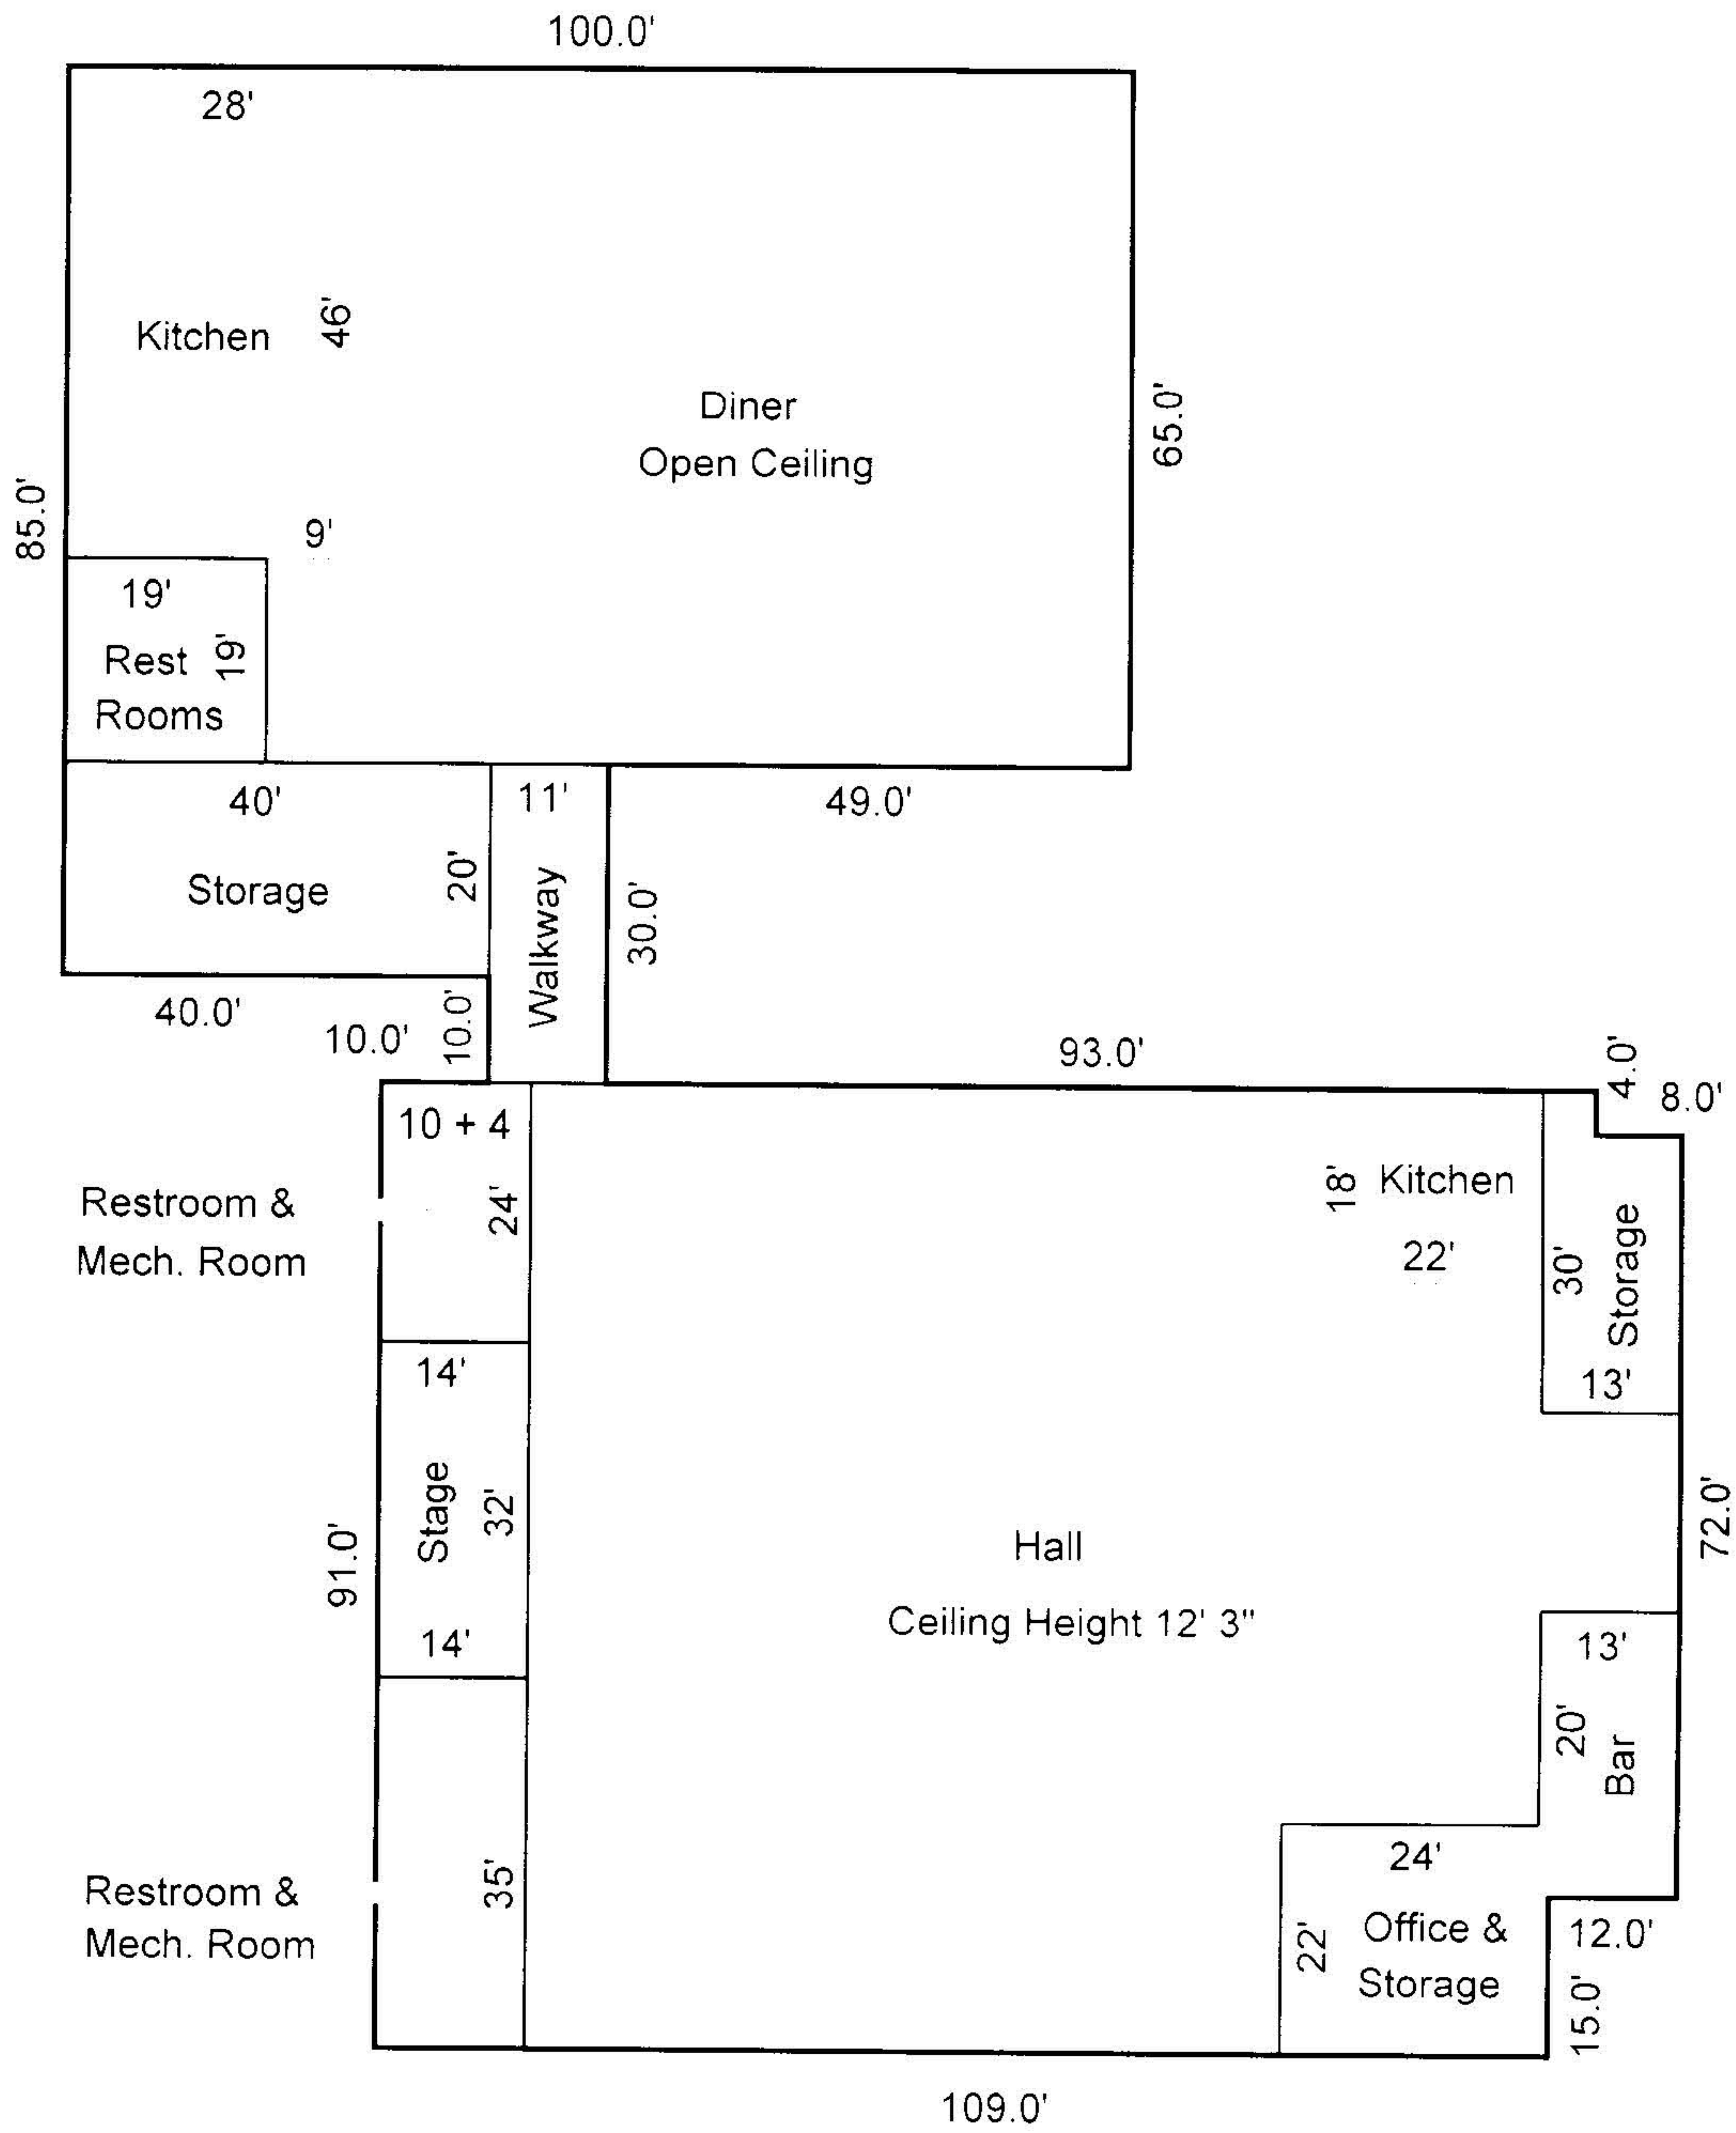 100.0'
28'
Kitchen
46'
Diner
Open Ceiling
65.0'
85.0'
9'
19'
Rest
Rooms
19'
40'
11'
49.0'
Storage
20'
Walkway
30.0'
40.0'
10.0'
10.0'
93.0'
4.0'
8.0'
10 + 4
Restroom &
Mech. Room
24'
18'
Kitchen
22'
30'
Storage
13'
14'
Stage
32'
14'
91.0'
Hall
Ceiling Height 12' 3"
72.0'
13'
20'
Bar
24'
Restroom &
Mech. Room
35'
22'
Office &
Storage
12.0'
15.0'
109.0'